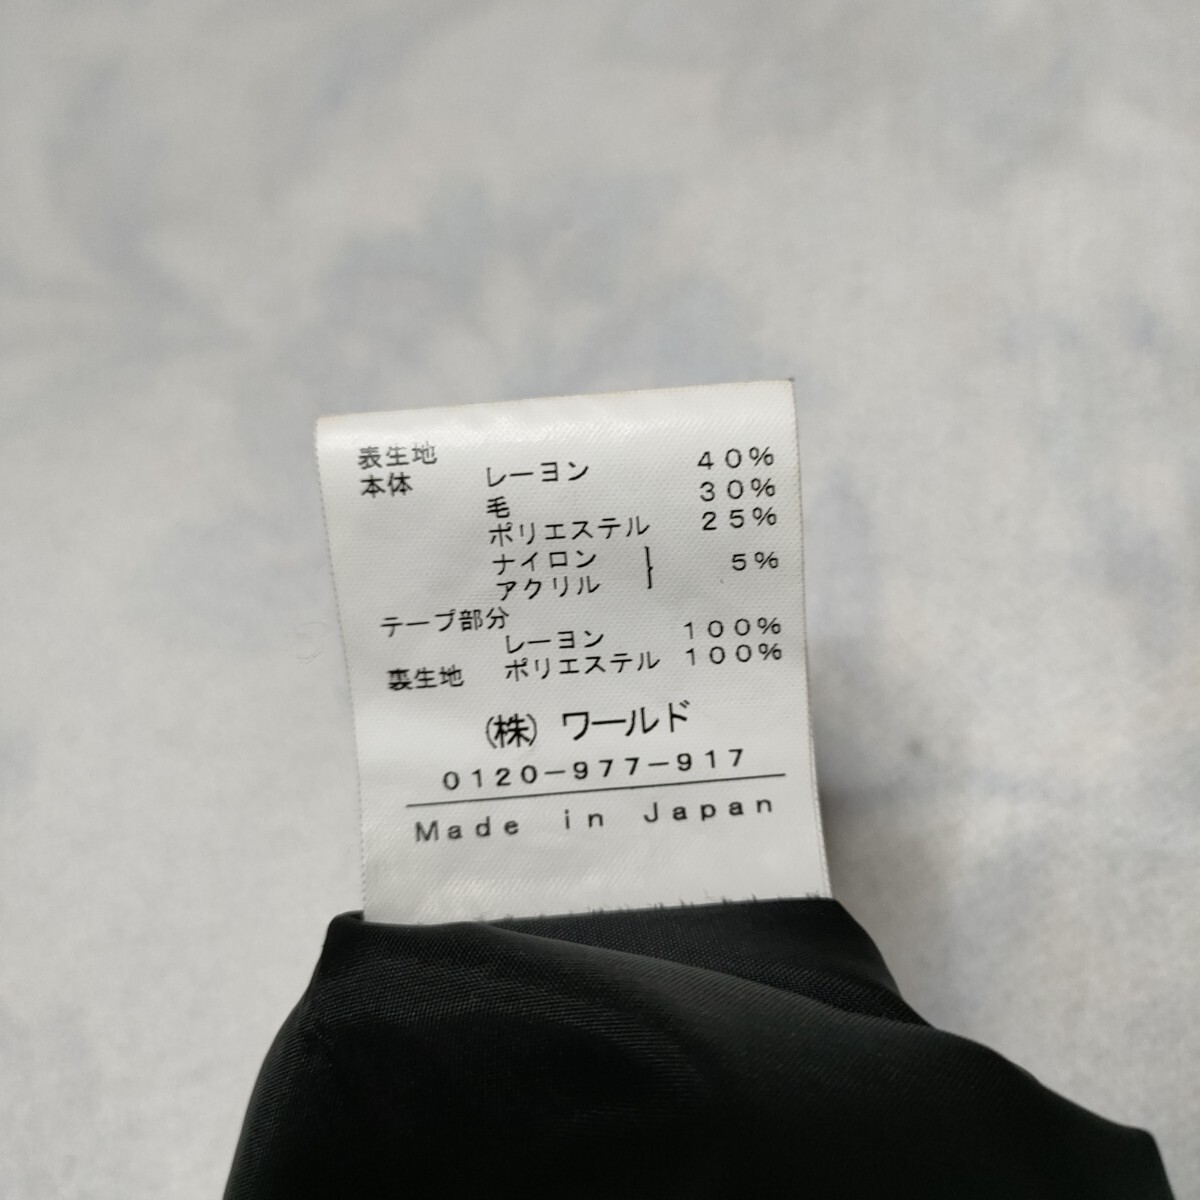 表生地
本体 レーヨン 40%
毛 30%
ポリエステル 25%
ナイロン
アクリル } 5%
テープ部分
レーヨン 100%
裏生地 ポリエステル 100%
(株) ワールド
0120-977-917
Made in Japan